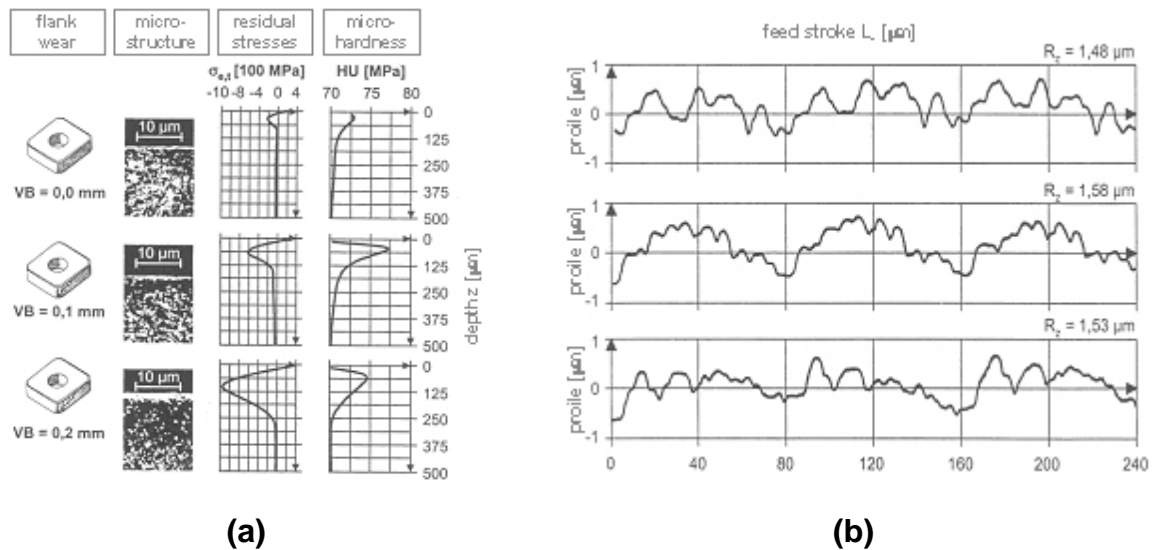 flank
wear
micro-
structure
residual
stresses
micro-
hardness
σe,t [100 MPa]
-10 -8 -4 0 4
HU [MPa]
70 75 80
10 µm
VB = 0,0 mm
0
125
250
375
500
10 µm
VB = 0,1 mm
0
125
250
375
500
depth z [µm]
10 µm
VB = 0,2 mm
0
125
250
375
500
(a)
feed stroke L [µm]
Rz = 1,48 µm
proile [µm]
1
0
-1
Rz = 1,58 µm
proile [µm]
1
0
-1
Rz = 1,53 µm
proile [µm]
1
0
-1
0 40 80 120 160 200 240
(b)